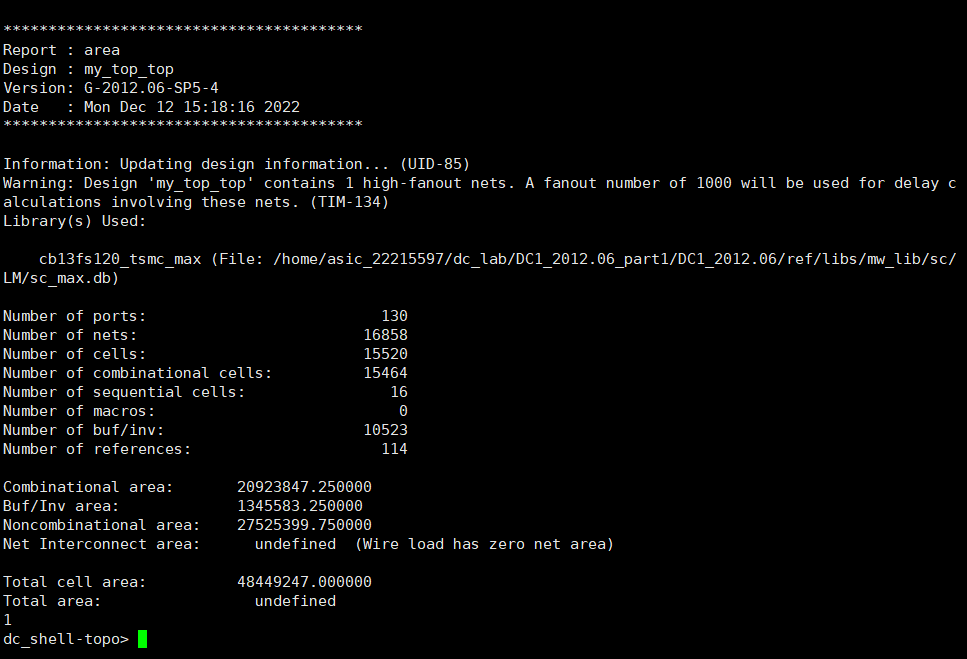 ****************************************
Report : area
Design : my_top_top
Version: G-2012.06-SP5-4
Date   : Mon Dec 12 15:18:16 2022
****************************************

Information: Updating design information... (UID-85)
Warning: Design 'my_top_top' contains 1 high-fanout nets. A fanout number of 1000 will be used for delay c
alculations involving these nets. (TIM-134)
Library(s) Used:

    cb13fs120_tsmc_max (File: /home/asic_22215597/dc_lab/DC1_2012.06_part1/DC1_2012.06/ref/libs/mw_lib/sc/
LM/sc_max.db)

Number of ports:                          130
Number of nets:                         16858
Number of cells:                        15520
Number of combinational cells:          15464
Number of sequential cells:                16
Number of macros:                           0
Number of buf/inv:                      10523
Number of references:                     114

Combinational area:       20923847.250000
Buf/Inv area:             1345583.250000
Noncombinational area:    27525399.750000
Net Interconnect area:      undefined  (Wire load has zero net area)

Total cell area:          48449247.000000
Total area:                 undefined
1
dc_shell-topo>